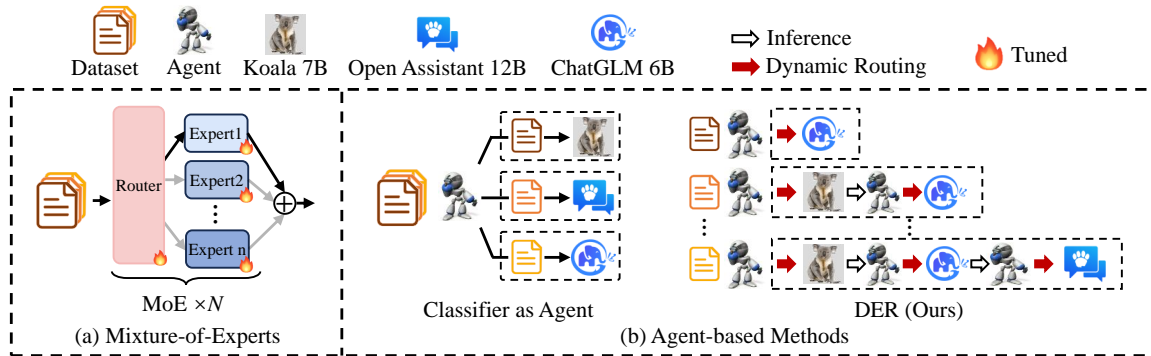 Dataset
Agent
Koala 7B
Open Assistant 12B
ChatGLM 6B
Inference
Dynamic Routing
Tuned
Router
Expert1
Expert2
Expert n
MoE ×N
(a) Mixture-of-Experts
Classifier as Agent
DER (Ours)
(b) Agent-based Methods